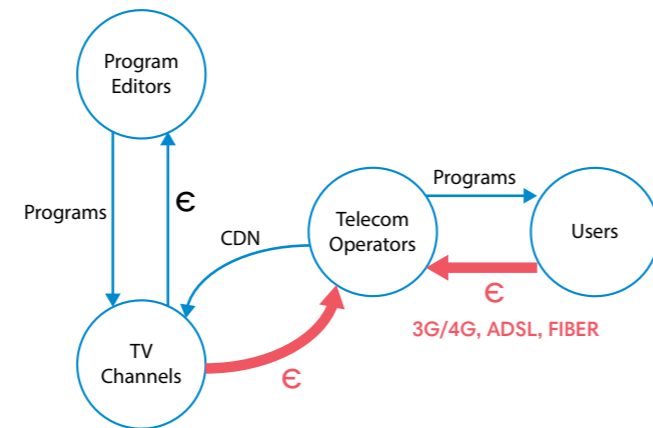 Program
Editors
Programs
€
CDN
Telecom
Operators
Programs
Users
€
3G/4G, ADSL, FIBER
TV
Channels
€